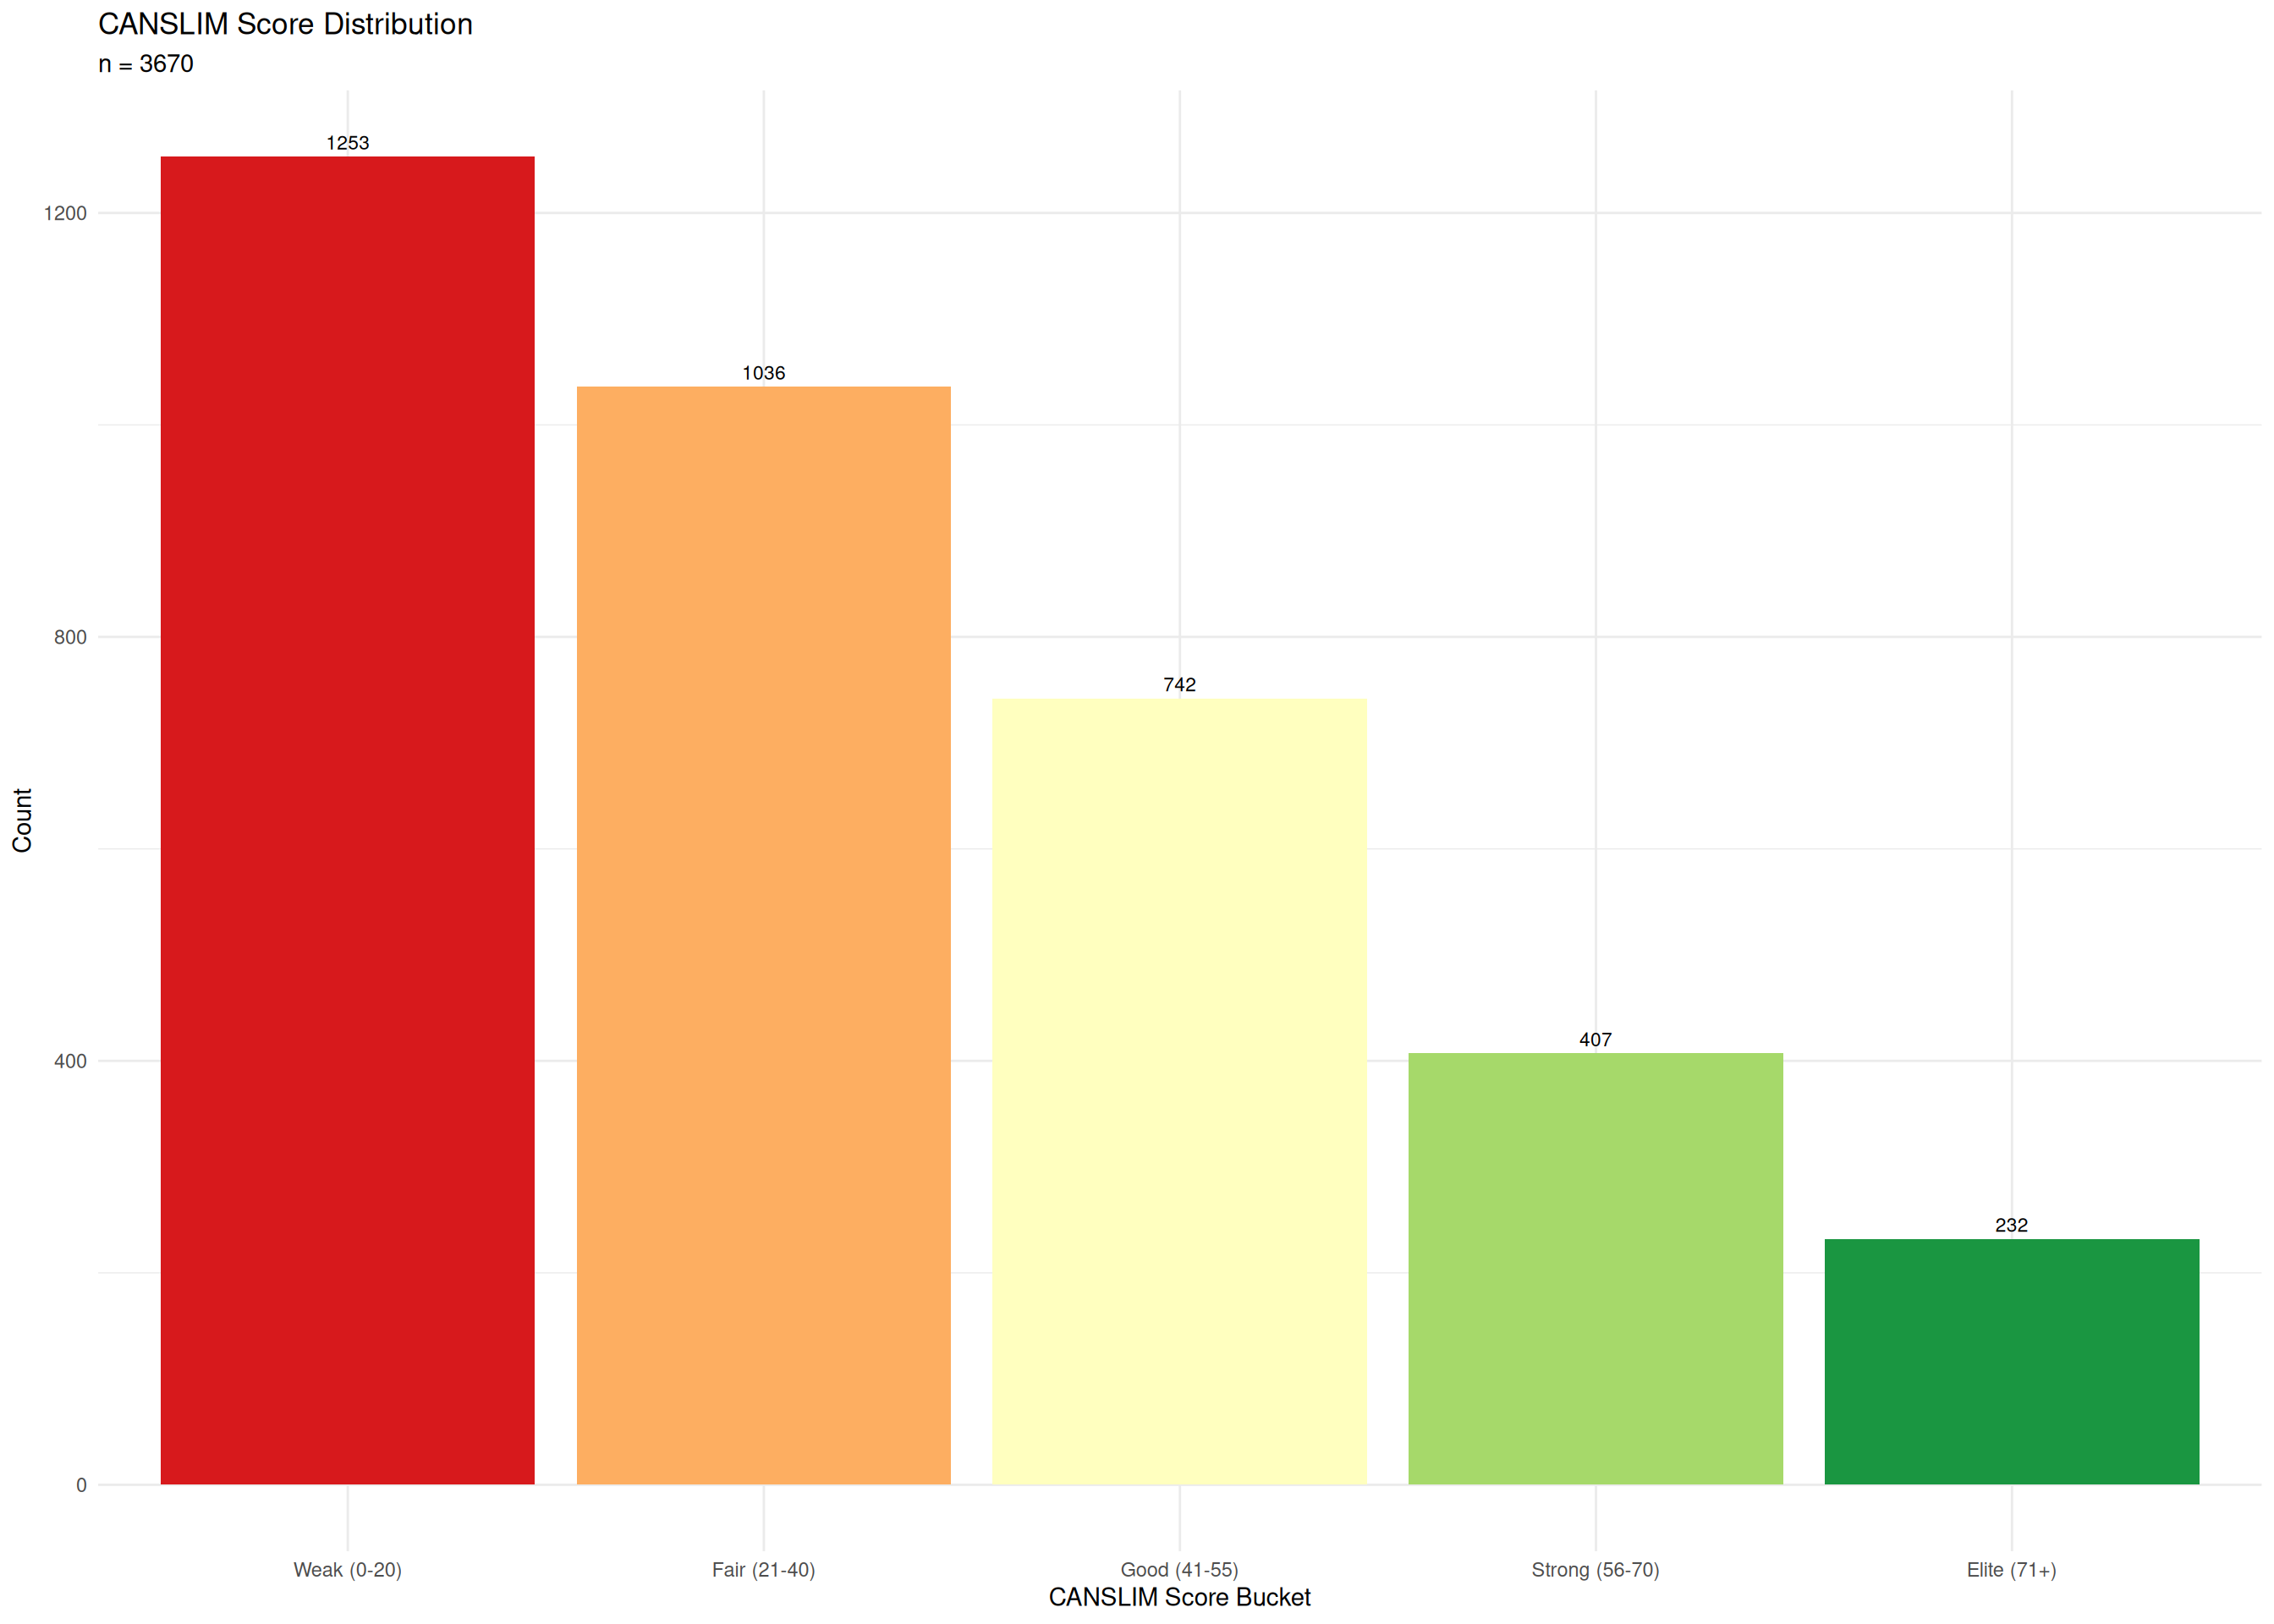 CANSLIM Score Distribution
n = 3670
1253
1200
1036
800
742
Count
400
407
232
0
Weak (0-20) Fair (21-40) Good (41-55) Strong (56-70) Elite (71+)
CANSLIM Score Bucket